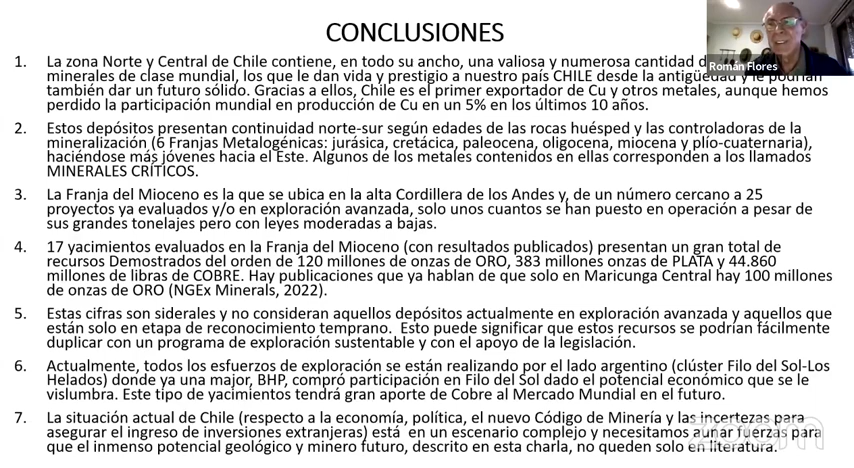 CONCLUSIONES
Román Flores
1. La zona Norte y Central de Chile contiene, en todo su ancho, una valiosa y numerosa cantidad
minerales de clase mundial, los que le dan vida y prestigio a nuestro país CHILE desde la antigüedad y le podrían
también dar un futuro sólido. Gracias a ellos, Chile es el primer exportador de Cu y otros metales, aunque hemos
perdido la participación mundial en producción de Cu en un 5% en los últimos 10 años.
2. Estos depósitos presentan continuidad norte-sur según edades de las rocas huésped y las controladoras de la
mineralización (6 Franjas Metalogénicas: jurásica, cretácica, paleocena, oligocena, miocena y plío-cuaternaria),
haciéndose más jóvenes hacia el Este. Algunos de los metales contenidos en ellas corresponden a los llamados
MINERALES CRÍTICOS.
3. La Franja del Mioceno es la que se ubica en la alta Cordillera de los Andes y, de un número cercano a 25
proyectos ya evaluados y/o en exploración avanzada, solo unos cuantos se han puesto en operación a pesar de
sus grandes tonelajes pero con leyes moderadas a bajas.
4. 17 yacimientos evaluados en la Franja del Mioceno (con resultados publicados) presentan un gran total de
recursos Demostrados del orden de 120 millones de onzas de ORO, 383 millones onzas de PLATA y 44.860
millones de libras de COBRE. Hay publicaciones que ya hablan de que solo en Maricunga Central hay 100 millones
de onzas de ORO (NGEx Minerals, 2022).
5. Estas cifras son siderales y no consideran aquellos depósitos actualmente en exploración avanzada y aquellos que
están solo en etapa de reconocimiento temprano. Esto puede significar que estos recursos se podrían fácilmente
duplicar con un programa de exploración sustentable y con el apoyo de la legislación.
6. Actualmente, todos los esfuerzos de exploración se están realizando por el lado argentino (clúster Filo del Sol-Los
Helados) donde ya una major, BHP, compró participación en Filo del Sol dado el potencial económico que se le
vislumbra. Este tipo de yacimientos tendrá gran aporte de Cobre al Mercado Mundial en el futuro.
7. La situación actual de Chile (respecto a la economía, política, el nuevo Código de Minería y las incertezas para
asegurar el ingreso de inversiones extranjeras) está en un escenario complejo y necesitamos aunar fuerzas para
que el inmenso potencial geológico y minero futuro, descrito en esta charla, no queden solo en literatura.
zoom